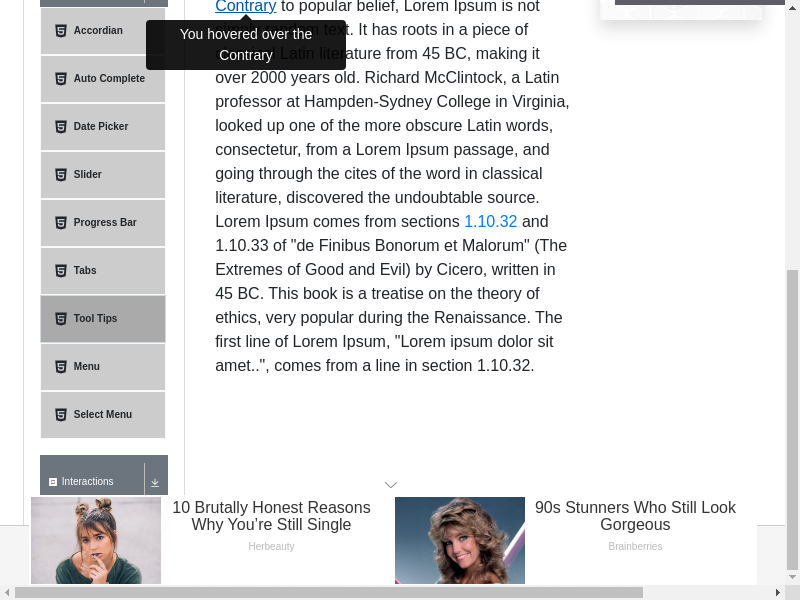 Contrary to popular belief, Lorem Ipsum is not
You hovered over the
Contrary
Accordian
Auto Complete
Date Picker
Slider
Progress Bar
Tabs
Tool Tips
Menu
Select Menu
Interactions
simply random text. It has roots in a piece of
classical Latin literature from 45 BC, making it
over 2000 years old. Richard McClintock, a Latin
professor at Hampden-Sydney College in Virginia,
looked up one of the more obscure Latin words,
consectetur, from a Lorem Ipsum passage, and
going through the cites of the word in classical
literature, discovered the undoubtable source.
Lorem Ipsum comes from sections 1.10.32 and
1.10.33 of "de Finibus Bonorum et Malorum" (The
Extremes of Good and Evil) by Cicero, written in
45 BC. This book is a treatise on the theory of
ethics, very popular during the Renaissance. The
first line of Lorem Ipsum, "Lorem ipsum dolor sit
amet..", comes from a line in section 1.10.32.
10 Brutally Honest Reasons
Why You’re Still Single
Herbeauty
90s Stunners Who Still Look
Gorgeous
Brainberries